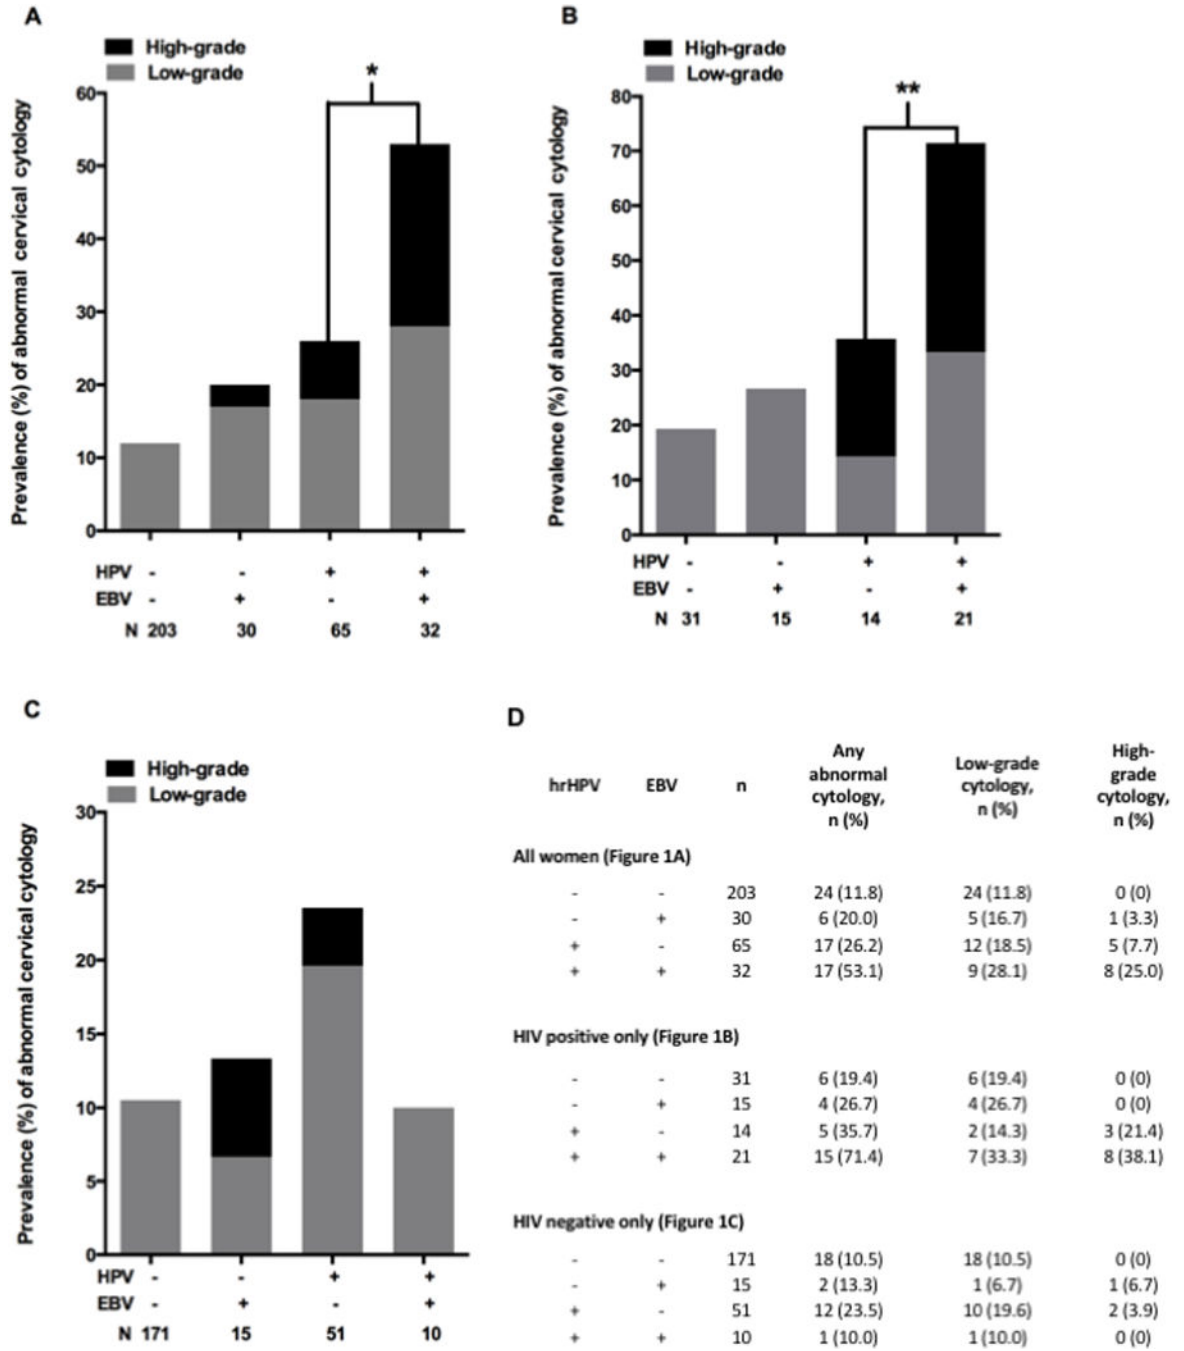 A
High-grade
Low-grade
*
Prevalence (%) of abnormal cervical cytology
60
50
40
30
20
10
0
HPV - - + +
EBV - + - +
N 203 30 65 32
B
High-grade
Low-grade
**
Prevalence (%) of abnormal cervical cytology
80
70
60
50
40
30
20
10
0
HPV - - + +
EBV - + - +
N 31 15 14 21
C
High-grade
Low-grade
Prevalence (%) of abnormal cervical cytology
30
25
20
15
10
5
0
HPV - - + +
EBV - + - +
N 171 15 51 10
D
hrHPV EBV n
Any
abnormal
cytology,
n (%)
Low-grade
cytology,
n (%)
High-
grade
cytology,
n (%)
All women (Figure 1A)
- - 203 24 (11.8) 24 (11.8) 0 (0)
- + 30 6 (20.0) 5 (16.7) 1 (3.3)
+ - 65 17 (26.2) 12 (18.5) 5 (7.7)
+ + 32 17 (53.1) 9 (28.1) 8 (25.0)
HIV positive only (Figure 1B)
- - 31 6 (19.4) 6 (19.4) 0 (0)
- + 15 4 (26.7) 4 (26.7) 0 (0)
+ - 14 5 (35.7) 2 (14.3) 3 (21.4)
+ + 21 15 (71.4) 7 (33.3) 8 (38.1)
HIV negative only (Figure 1C)
- - 171 18 (10.5) 18 (10.5) 0 (0)
- + 15 2 (13.3) 1 (6.7) 1 (6.7)
+ - 51 12 (23.5) 10 (19.6) 2 (3.9)
+ + 10 1 (10.0) 1 (10.0) 0 (0)